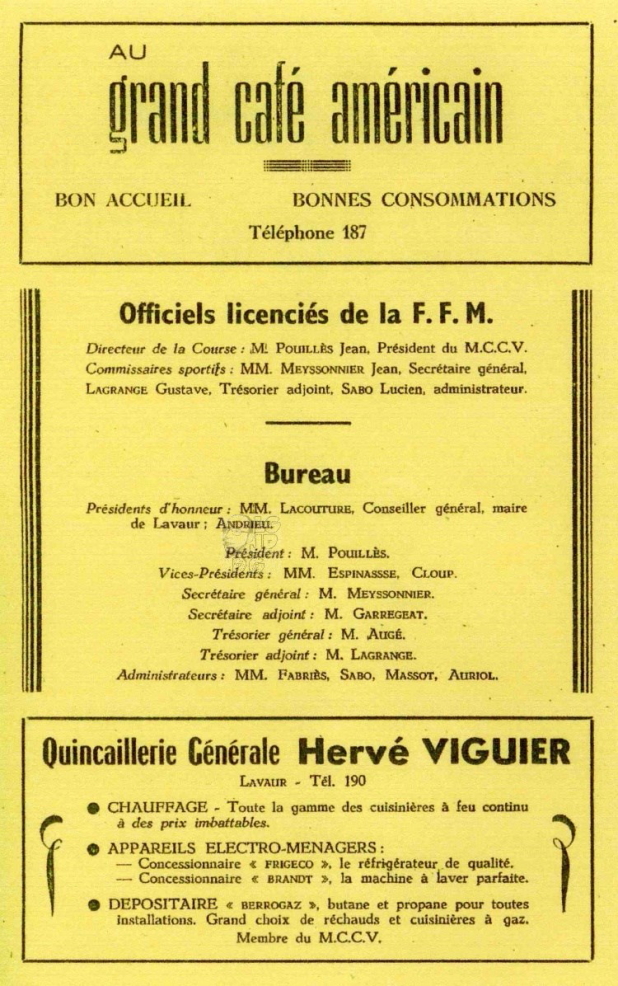 AU
grand café américain
BON ACCUEIL BONNES CONSOMMATIONS
Téléphone 187
Officiels licenciés de la F. F. M.
Directeur de la Course : M. POUILLÈS Jean, Président du M.C.C.V.
Commissaires sportifs : MM. MEYSSONNIER Jean, Secrétaire général,
LAGRANGE Gustave, Trésorier adjoint, SABO Lucien, administrateur.
Bureau
Présidents d'honneur : MM. LACOUTURE, Conseiller général, maire
de Lavaur ; ANDRIEU.
Président : M. POUILLÈS.
Vices-Présidents : MM. ESPINASSSE, CLOUP.
Secrétaire général : M. MEYSSONNIER.
Secrétaire adjoint : M. GARREGEAT.
Trésorier général : M. AUGÉ.
Trésorier adjoint : M. LAGRANGE.
Administrateurs : MM. FABRIÈS, SABO, MASSOT, AURIOL.
Quincaillerie Générale Hervé VIGUIER
LAVAUR - Tél. 190
● CHAUFFAGE - Toute la gamme des cuisinières à feu continu
à des prix imbattables.
● APPAREILS ELECTRO-MENAGERS :
— Concessionnaire « FRIGECO », le réfrigérateur de qualité.
— Concessionnaire « BRANDT », la machine à laver parfaite.
● DEPOSITAIRE « BERROGAZ », butane et propane pour toutes
installations. Grand choix de réchauds et cuisinières à gaz.
Membre du M.C.C.V.